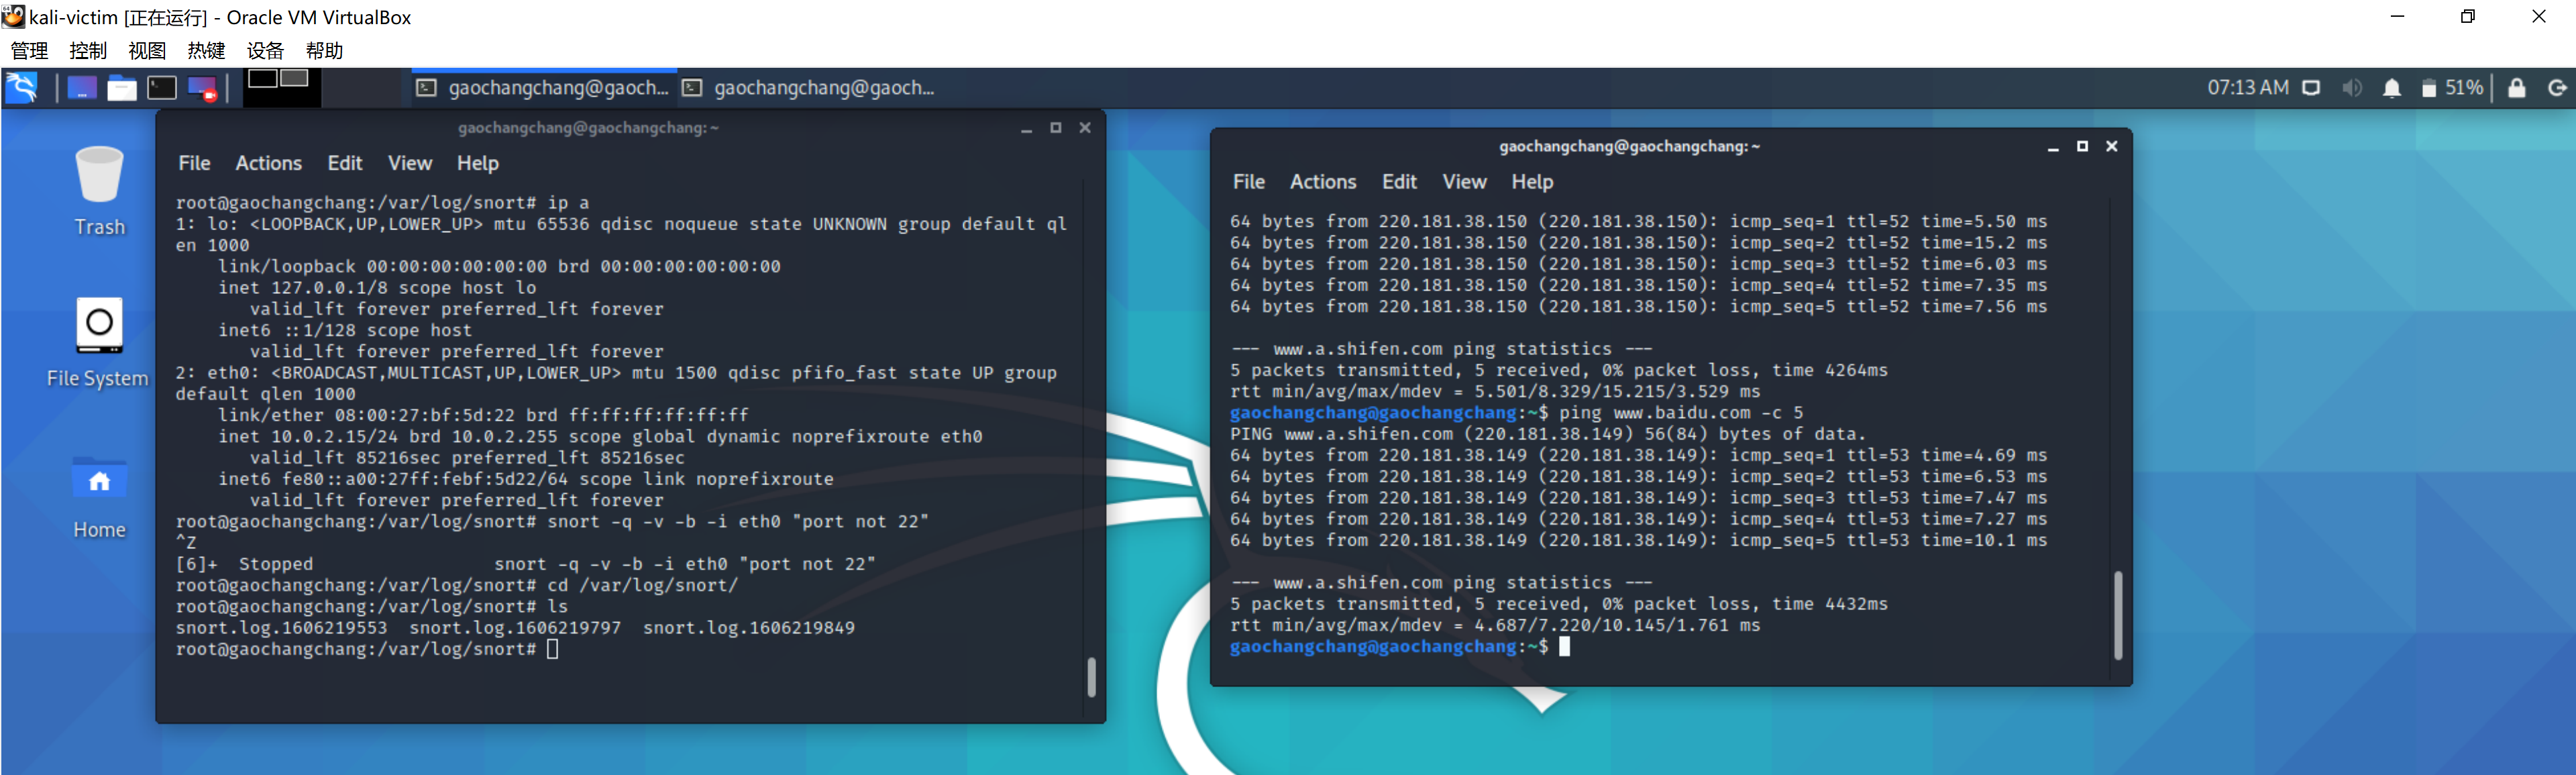 kali-victim [正在运行] - Oracle VM VirtualBox
管理 控制 视图 热键 设备 帮助
gaochangchang@gaoch... gaochangchang@gaoch... 07:13 AM 51%
Trash
File System
Home
gaochangchang@gaochangchang: ~
File Actions Edit View Help
root@gaochangchang:/var/log/snort# ip a
1: lo: <LOOPBACK,UP,LOWER_UP> mtu 65536 qdisc noqueue state UNKNOWN group default ql
en 1000
link/loopback 00:00:00:00:00:00 brd 00:00:00:00:00:00
inet 127.0.0.1/8 scope host lo
valid_lft forever preferred_lft forever
inet6 ::1/128 scope host
valid_lft forever preferred_lft forever
2: eth0: <BROADCAST,MULTICAST,UP,LOWER_UP> mtu 1500 qdisc pfifo_fast state UP group
default qlen 1000
link/ether 08:00:27:bf:5d:22 brd ff:ff:ff:ff:ff:ff
inet 10.0.2.15/24 brd 10.0.2.255 scope global dynamic noprefixroute eth0
valid_lft 85216sec preferred_lft 85216sec
inet6 fe80::a00:27ff:febf:5d22/64 scope link noprefixroute
valid_lft forever preferred_lft forever
root@gaochangchang:/var/log/snort# snort -q -v -b -i eth0 "port not 22"
^Z
[6]+ Stopped snort -q -v -b -i eth0 "port not 22"
root@gaochangchang:/var/log/snort# cd /var/log/snort/
root@gaochangchang:/var/log/snort# ls
snort.log.1606219553 snort.log.1606219797 snort.log.1606219849
root@gaochangchang:/var/log/snort#
gaochangchang@gaochangchang: ~
File Actions Edit View Help
64 bytes from 220.181.38.150 (220.181.38.150): icmp_seq=1 ttl=52 time=5.50 ms
64 bytes from 220.181.38.150 (220.181.38.150): icmp_seq=2 ttl=52 time=15.2 ms
64 bytes from 220.181.38.150 (220.181.38.150): icmp_seq=3 ttl=52 time=6.03 ms
64 bytes from 220.181.38.150 (220.181.38.150): icmp_seq=4 ttl=52 time=7.35 ms
64 bytes from 220.181.38.150 (220.181.38.150): icmp_seq=5 ttl=52 time=7.56 ms
--- www.a.shifen.com ping statistics ---
5 packets transmitted, 5 received, 0% packet loss, time 4264ms
rtt min/avg/max/mdev = 5.501/8.329/15.215/3.529 ms
gaochangchang@gaochangchang:~$ ping www.baidu.com -c 5
PING www.a.shifen.com (220.181.38.149) 56(84) bytes of data.
64 bytes from 220.181.38.149 (220.181.38.149): icmp_seq=1 ttl=53 time=4.69 ms
64 bytes from 220.181.38.149 (220.181.38.149): icmp_seq=2 ttl=53 time=6.53 ms
64 bytes from 220.181.38.149 (220.181.38.149): icmp_seq=3 ttl=53 time=7.47 ms
64 bytes from 220.181.38.149 (220.181.38.149): icmp_seq=4 ttl=53 time=7.27 ms
64 bytes from 220.181.38.149 (220.181.38.149): icmp_seq=5 ttl=53 time=10.1 ms
--- www.a.shifen.com ping statistics ---
5 packets transmitted, 5 received, 0% packet loss, time 4432ms
rtt min/avg/max/mdev = 4.687/7.220/10.145/1.761 ms
gaochangchang@gaochangchang:~$